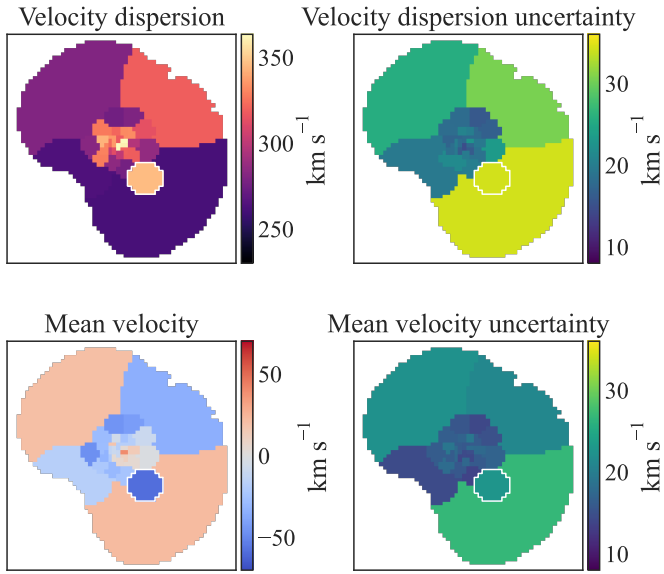 Velocity dispersion
Velocity dispersion uncertainty
350
300
250
km s⁻¹
30
20
10
km s⁻¹
Mean velocity
Mean velocity uncertainty
50
0
−50
km s⁻¹
30
20
10
km s⁻¹